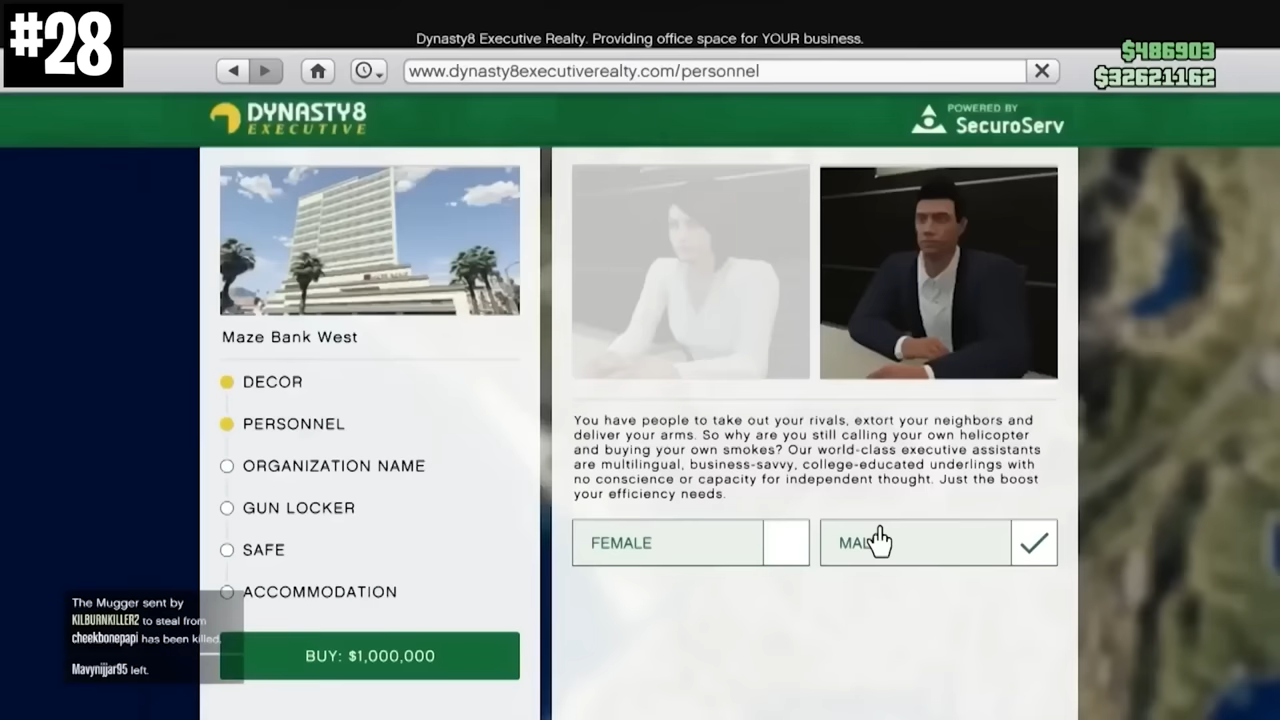 #28
Dynasty8 Executive Realty. Providing office space for YOUR business.
$486903
$32621162
www.dynasty8executiverealty.com/personnel
DYNASTY8
EXECUTIVE
POWERED BY
SecuroServ
Maze Bank West
DECOR
PERSONNEL
ORGANIZATION NAME
GUN LOCKER
SAFE
ACCOMMODATION
BUY: $1,000,000
You have people to take out your rivals, extort your neighbors and
deliver your arms. So why are you still calling your own helicopter
and buying your own smokes? Our world-class executive assistants
are multilingual, business-savvy, college-educated underlings with
no conscience or capacity for independent thought. Just the boost
your efficiency needs.
FEMALE
MAL
The Mugger sent by
KILBURNKILLER2 to steal from
cheekbonepapi has been killed.
Mavynijjar95 left.